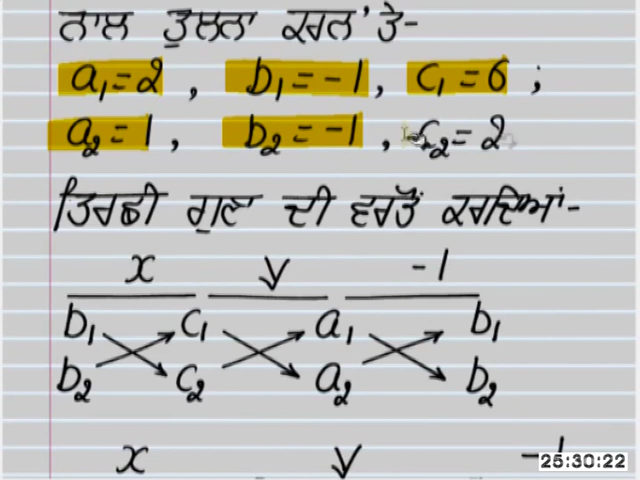 ਨਾਲ ਤੁਲਨਾ ਕਰਨ 'ਤੇ-
a₁=2 , b₁=-1, c₁=6 ;
a₂=1 , b₂=-1 , c₂=2
ਤਿਰਛੀ ਗੁਣਾ ਦੀ ਵਰਤੋਂ ਕਰਦਿਆਂ-
x y -1
b₁ c₁ a₁ b₁
b₂ c₂ a₂ b₂
x y -1
25:30:22